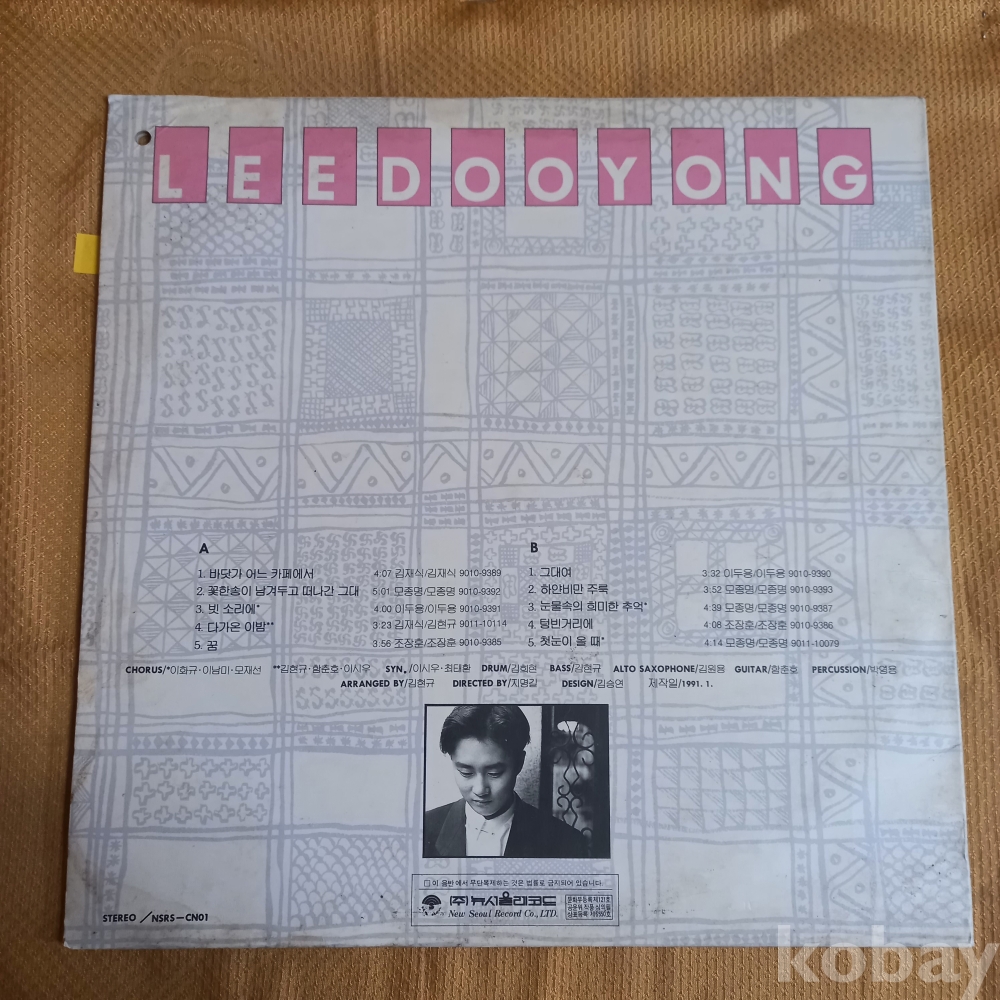 LEE DOO YONG
A
1. 바닷가 어느 카페에서 4:07 김재식/김재식 9010-9389
2. 꽃한송이 남겨두고 떠나간 그대 5:01 모종명/모종명 9010-9392
3. 빗 소리에* 4:00 이두용/이두용 9010-9391
4. 다가온 이밤** 3:23 김재식/김현규 9011-10114
5. 꿈 3:56 조장훈/조장훈 9010-9385
B
1. 그대여 3:32 이두용/이두용 9010-9390
2. 하얀비만 주룩 3:52 모종명/모종명 9010-9393
3. 눈물속의 희미한 추억* 4:39 모종명/모종명 9010-9387
4. 텅빈거리에 4:08 조장훈/조장훈 9010-9386
5. 첫눈이 올 때* 4:14 모종명/모종명 9011-10079
CHORUS/*이화규·이남미·모재선 **김현규·함춘호·이시우 SYN./이시우·최태환 DRUM/김희현 BASS/김현규 ALTO SAXOPHONE/김원용 GUITAR/함춘호 PERCUSSION/박영용
ARRANGED BY/김현규 DIRECTED BY/지명길 DESIGN/김승연 제작일/1991. 1.
이 음반에서 무단복제하는 것은 법률로 금지되어 있습니다.
(주)뉴서울레코드
New Seoul Record Co., LTD.
문화부등록 제121호
STEREO / NSRS-CN01
kobay